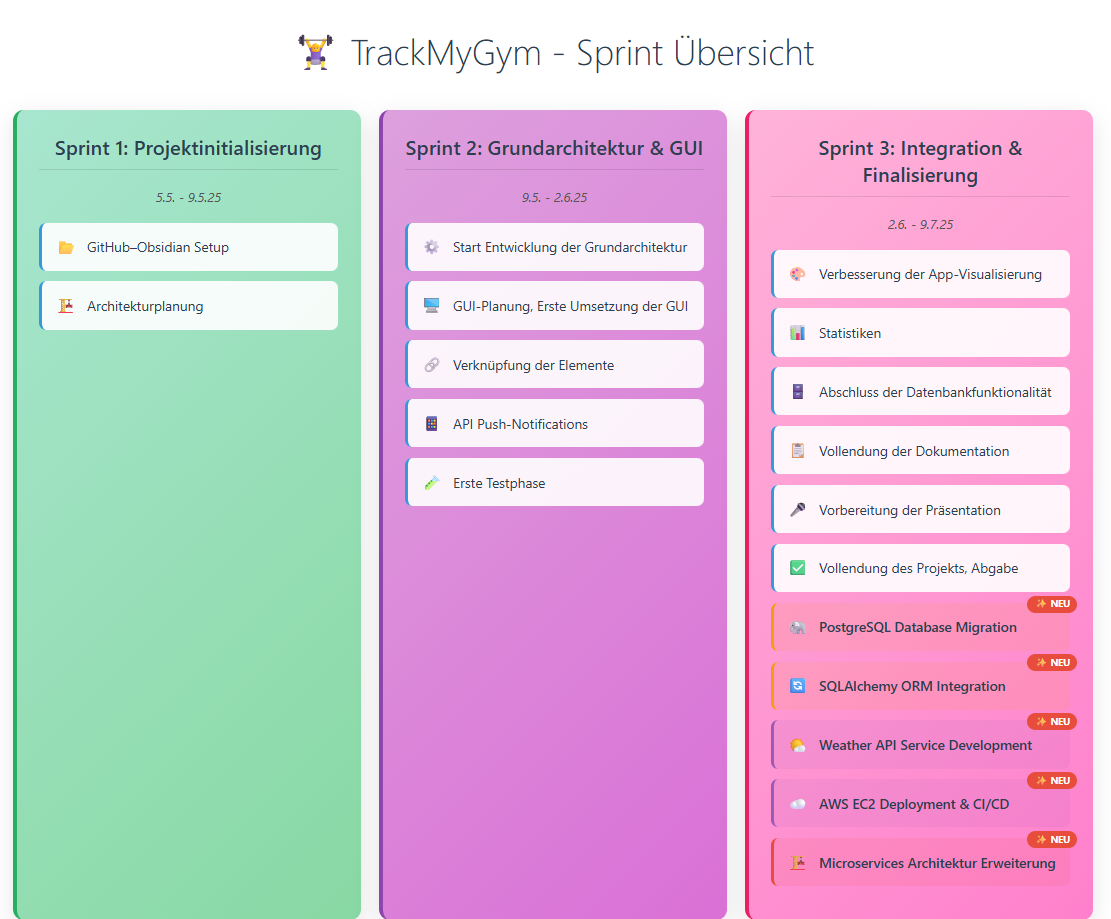 TrackMyGym - Sprint Übersicht
Sprint 1: Projektinitialisierung
5.5. - 9.5.25
GitHub–Obsidian Setup
Architekturplanung
Sprint 2: Grundarchitektur & GUI
9.5. - 2.6.25
Start Entwicklung der Grundarchitektur
GUI-Planung, Erste Umsetzung der GUI
Verknüpfung der Elemente
API Push-Notifications
Erste Testphase
Sprint 3: Integration &
Finalisierung
2.6. - 9.7.25
Verbesserung der App-Visualisierung
Statistiken
Abschluss der Datenbankfunktionalität
Vollendung der Dokumentation
Vorbereitung der Präsentation
Vollendung des Projekts, Abgabe
✨ NEU
PostgreSQL Database Migration
✨ NEU
SQLAlchemy ORM Integration
✨ NEU
Weather API Service Development
✨ NEU
AWS EC2 Deployment & CI/CD
✨ NEU
Microservices Architektur Erweiterung